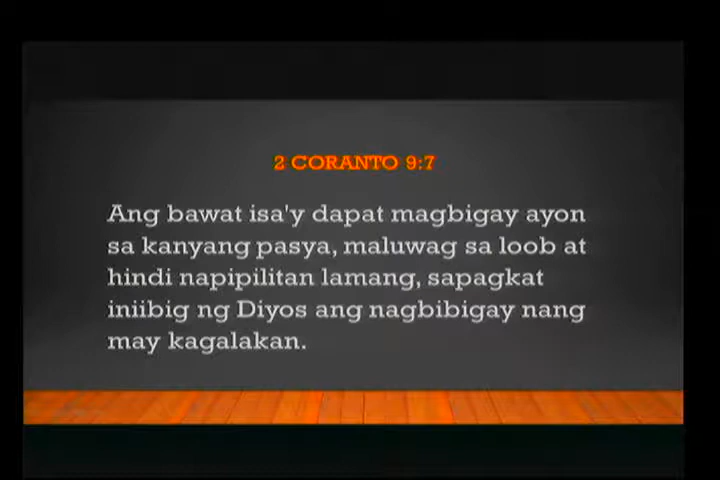 2 CORANTO 9:7
Ang bawat isa'y dapat magbigay ayon
sa kanyang pasya, maluwag sa loob at
hindi napipilitan lamang, sapagkat
iniibig ng Diyos ang nagbibigay nang
may kagalakan.